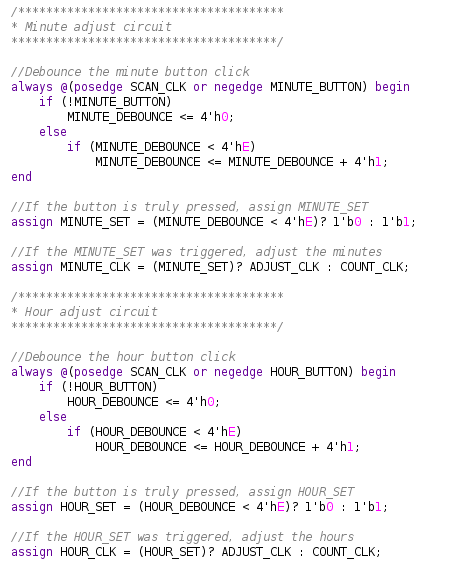 /**************************************
* Minute adjust circuit
**************************************/

//Debounce the minute button click
always @(posedge SCAN_CLK or negedge MINUTE_BUTTON) begin
    if (!MINUTE_BUTTON)
        MINUTE_DEBOUNCE <= 4'h0;
    else
        if (MINUTE_DEBOUNCE < 4'hE)
            MINUTE_DEBOUNCE <= MINUTE_DEBOUNCE + 4'h1;
end

//If the button is truly pressed, assign MINUTE_SET
assign MINUTE_SET = (MINUTE_DEBOUNCE < 4'hE)? 1'b0 : 1'b1;

//If the MINUTE_SET was triggered, adjust the minutes
assign MINUTE_CLK = (MINUTE_SET)? ADJUST_CLK : COUNT_CLK;

/**************************************
* Hour adjust circuit
**************************************/

//Debounce the hour button click
always @(posedge SCAN_CLK or negedge HOUR_BUTTON) begin
    if (!HOUR_BUTTON)
        HOUR_DEBOUNCE <= 4'h0;
    else
        if (HOUR_DEBOUNCE < 4'hE)
            HOUR_DEBOUNCE <= HOUR_DEBOUNCE + 4'h1;
end

//If the button is truly pressed, assign HOUR_SET
assign HOUR_SET = (HOUR_DEBOUNCE < 4'hE)? 1'b0 : 1'b1;

//If the HOUR_SET was triggered, adjust the hours
assign HOUR_CLK = (HOUR_SET)? ADJUST_CLK : COUNT_CLK;